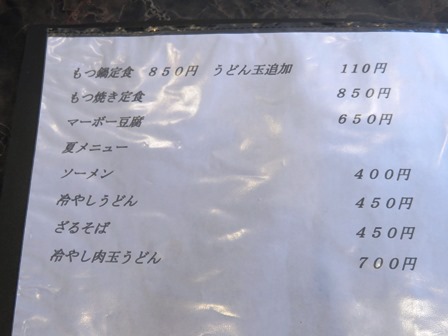 もつ鍋定食　８５０円　うどん玉追加　１１０円
もつ焼き定食　８５０円
マーボー豆腐　６５０円
夏メニュー
ソーメン　４００円
冷やしうどん　４５０円
ざるそば　４５０円
冷やし肉玉うどん　７００円